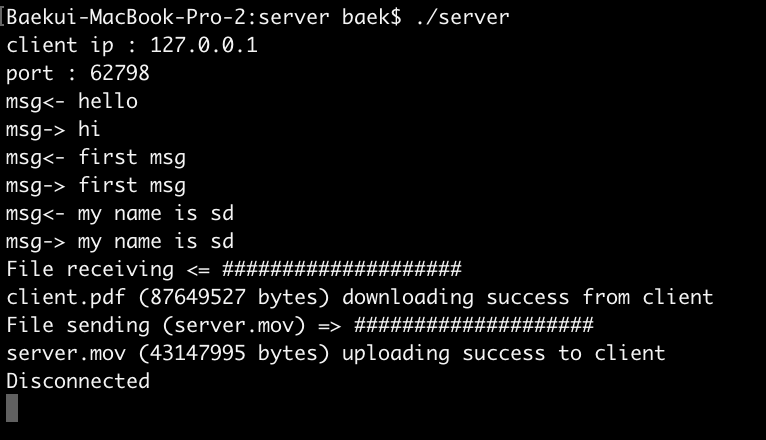 Baekui-MacBook-Pro-2:server baek$ ./server
client ip : 127.0.0.1
port : 62798
msg<- hello
msg-> hi
msg<- first msg
msg-> first msg
msg<- my name is sd
msg-> my name is sd
File receiving <= ####################
client.pdf (87649527 bytes) downloading success from client
File sending (server.mov) => ####################
server.mov (43147995 bytes) uploading success to client
Disconnected